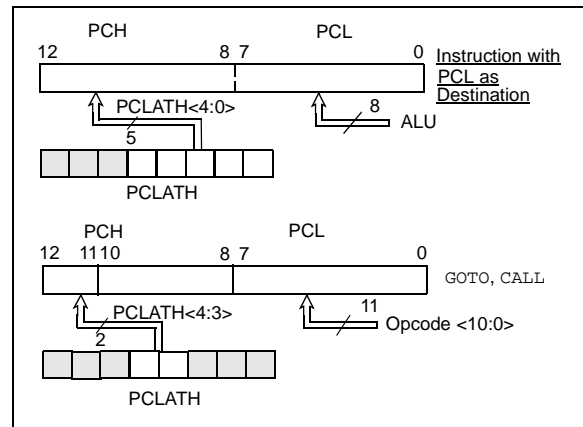 PCH PCL
12 8 7 0
Instruction with
PCL as
Destination
PCLATH<4:0>
8
5
ALU
PCLATH
PCH PCL
12 11 10 8 7 0
GOTO, CALL
PCLATH<4:3>
11
2
Opcode <10:0>
PCLATH